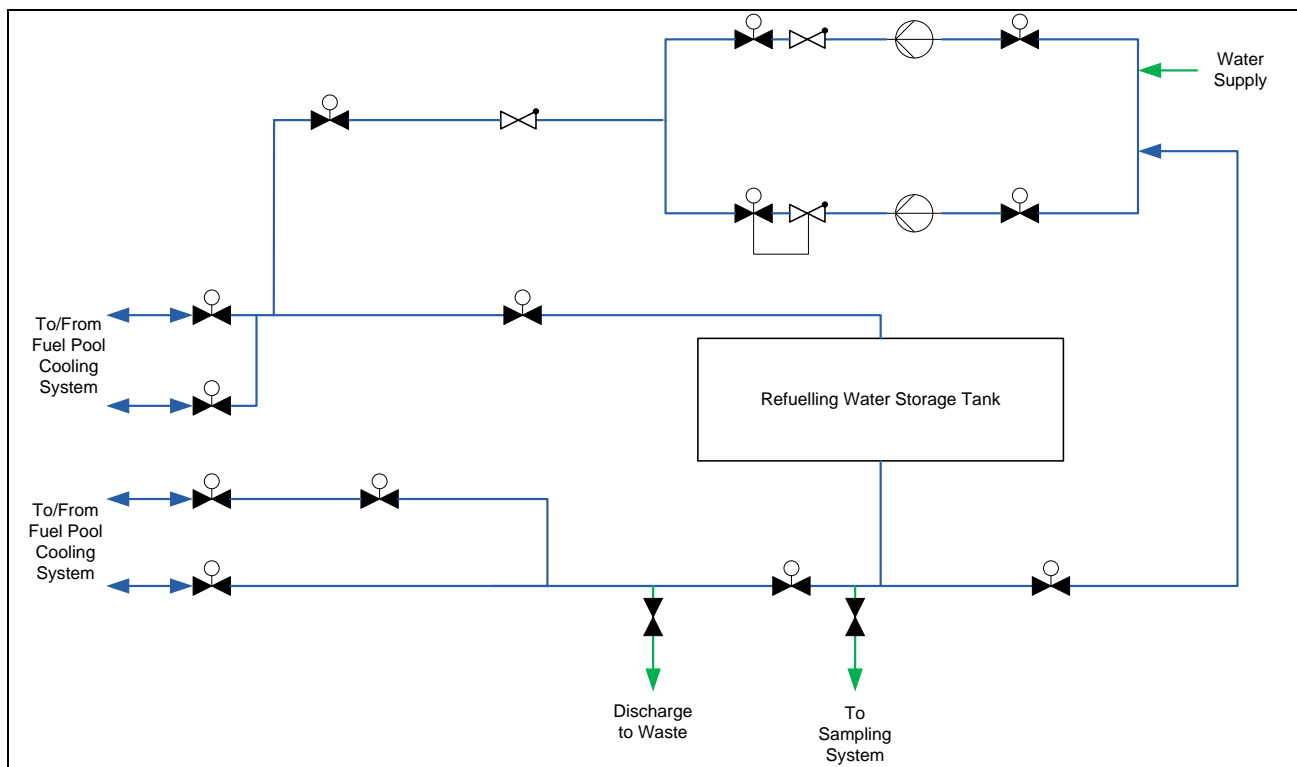 Water
Supply
To/From
Fuel Pool
Cooling
System
Refuelling Water Storage Tank
To/From
Fuel Pool
Cooling
System
Discharge
to Waste
To
Sampling
System